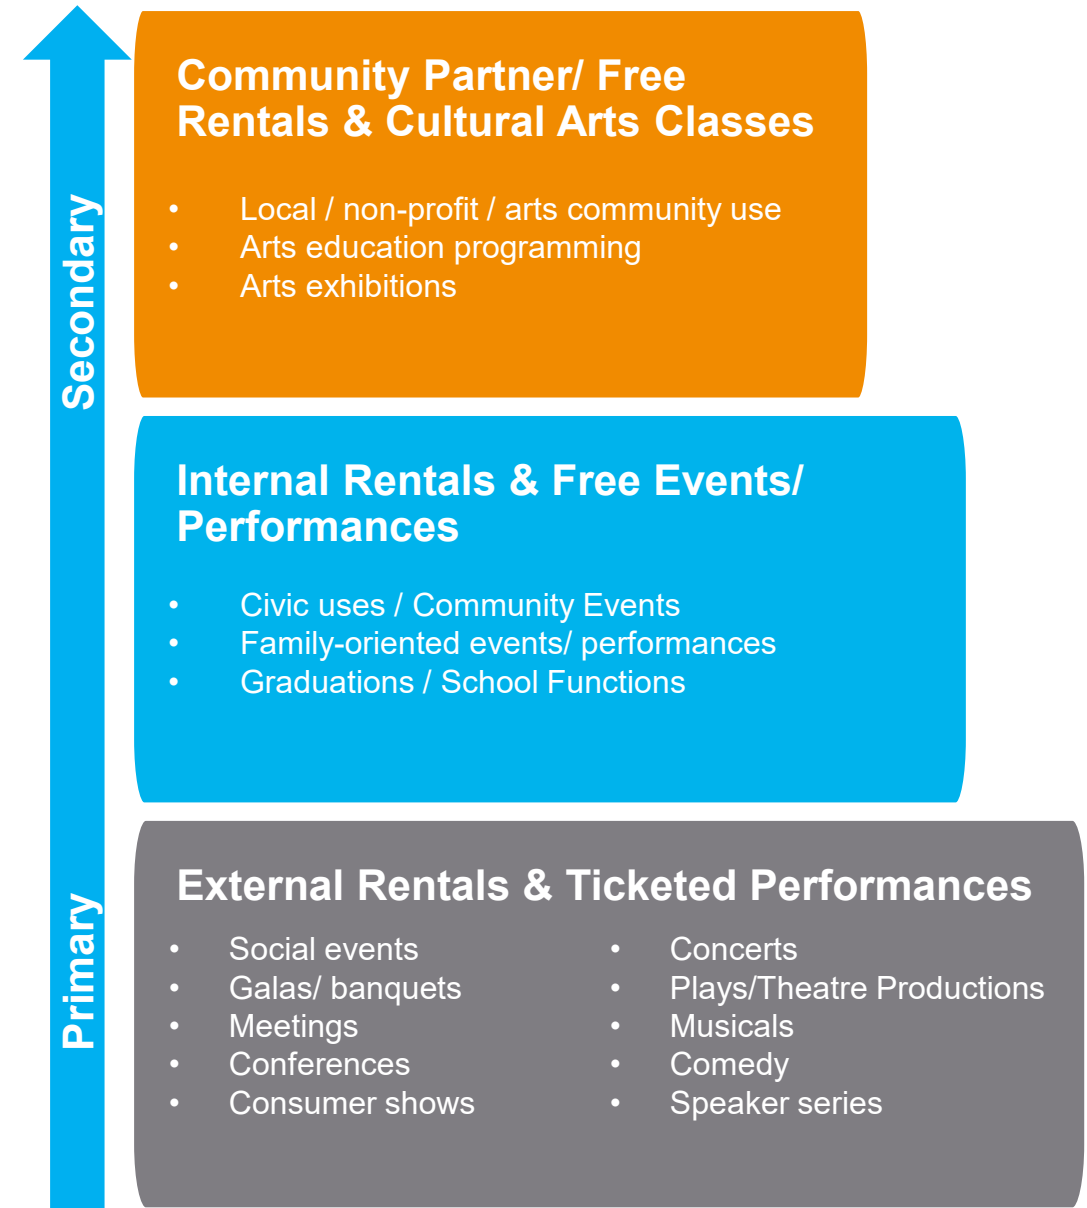 Secondary
Primary
Community Partner/ Free
Rentals & Cultural Arts Classes
• Local / non-profit / arts community use
• Arts education programming
• Arts exhibitions
Internal Rentals & Free Events/
Performances
• Civic uses / Community Events
• Family-oriented events/ performances
• Graduations / School Functions
External Rentals & Ticketed Performances
• Social events
• Galas/ banquets
• Meetings
• Conferences
• Consumer shows
• Concerts
• Plays/Theatre Productions
• Musicals
• Comedy
• Speaker series